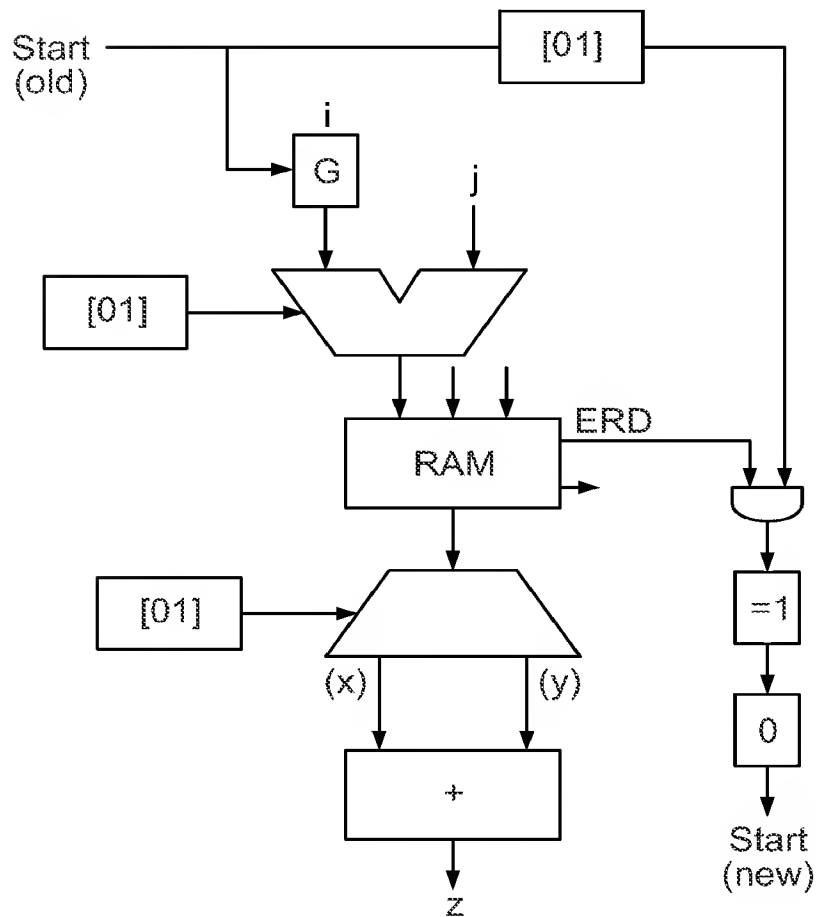 Start
(old)
[01]
i
G
j
[01]
ERD
RAM
[01]
=1
(x)
(y)
0
+
Start
(new)
z